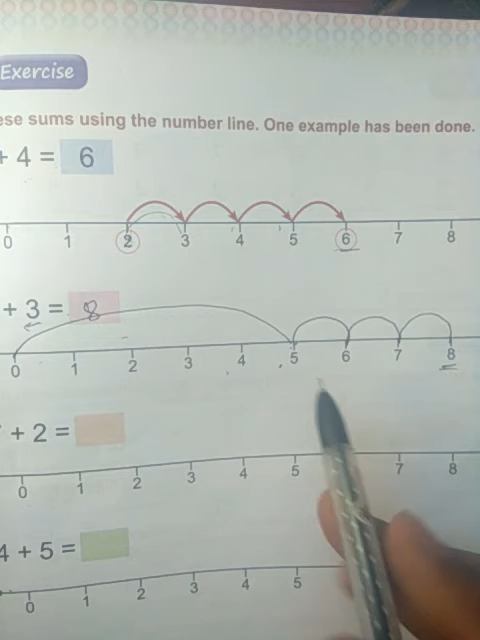 Exercise
ese sums using the number line. One example has been done.
+ 4 = 6
0 1 2 3 4 5 6 7 8
+ 3 = 8
0 1 2 3 4 5 6 7 8
+ 2 =
0 1 2 3 4 5 7 8
4 + 5 =
0 1 2 3 4 5